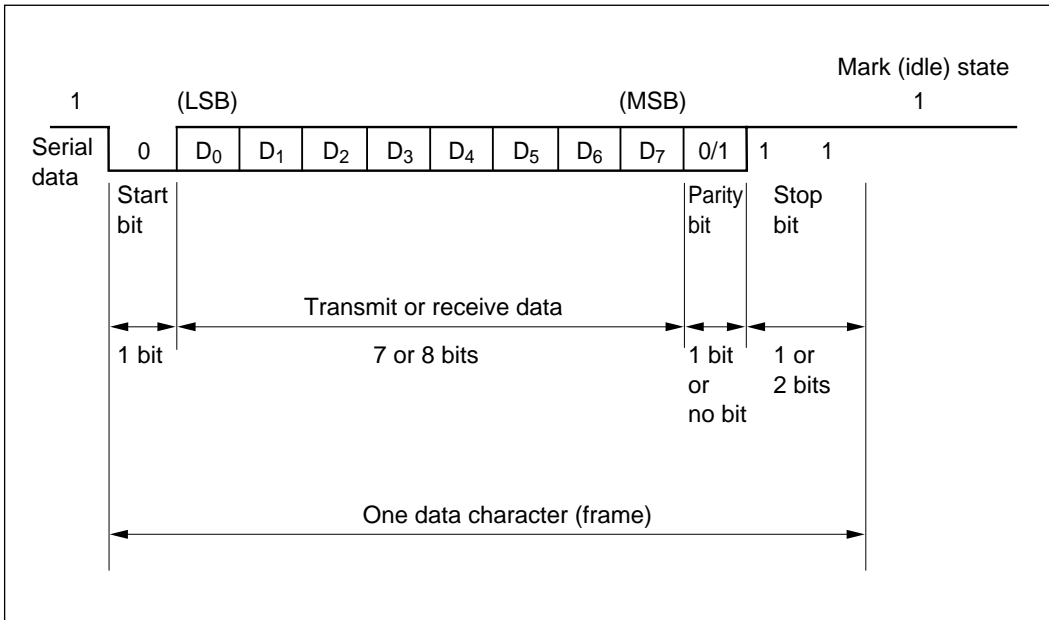 Mark (idle) state
1 (LSB) (MSB) 1
Serial data
0 D₀ D₁ D₂ D₃ D₄ D₅ D₆ D₇ 0/1 1 1
Start bit
Parity bit
Stop bit
Transmit or receive data
1 bit
7 or 8 bits
1 bit or no bit
1 or 2 bits
One data character (frame)